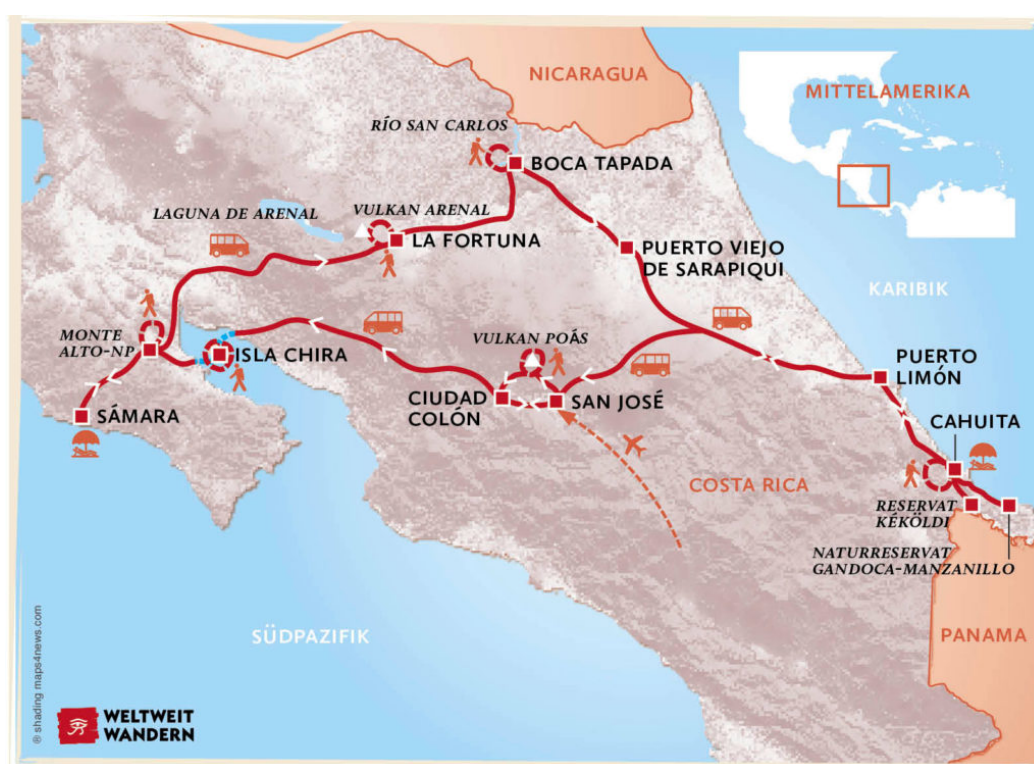 NICARAGUA
MITTELAMERIKA
RÍO SAN CARLOS
BOCA TAPADA
LAGUNA DE ARENAL
VULKAN ARENAL
LA FORTUNA
PUERTO VIEJO
DE SARAPIQUI
KARIBIK
MONTE
ALTO-NP
ISLA CHIRA
VULKAN POÁS
PUERTO
LIMÓN
CIUDAD
COLÓN
SAN JOSÉ
SÁMARA
CAHUITA
COSTA RICA
RESERVAT
KÉKÖLDI
NATURRESERVAT
GANDOCA-MANZANILLO
SÜDPAZIFIK
PANAMA
® shading maps4news.com
WELTWEIT
WANDERN